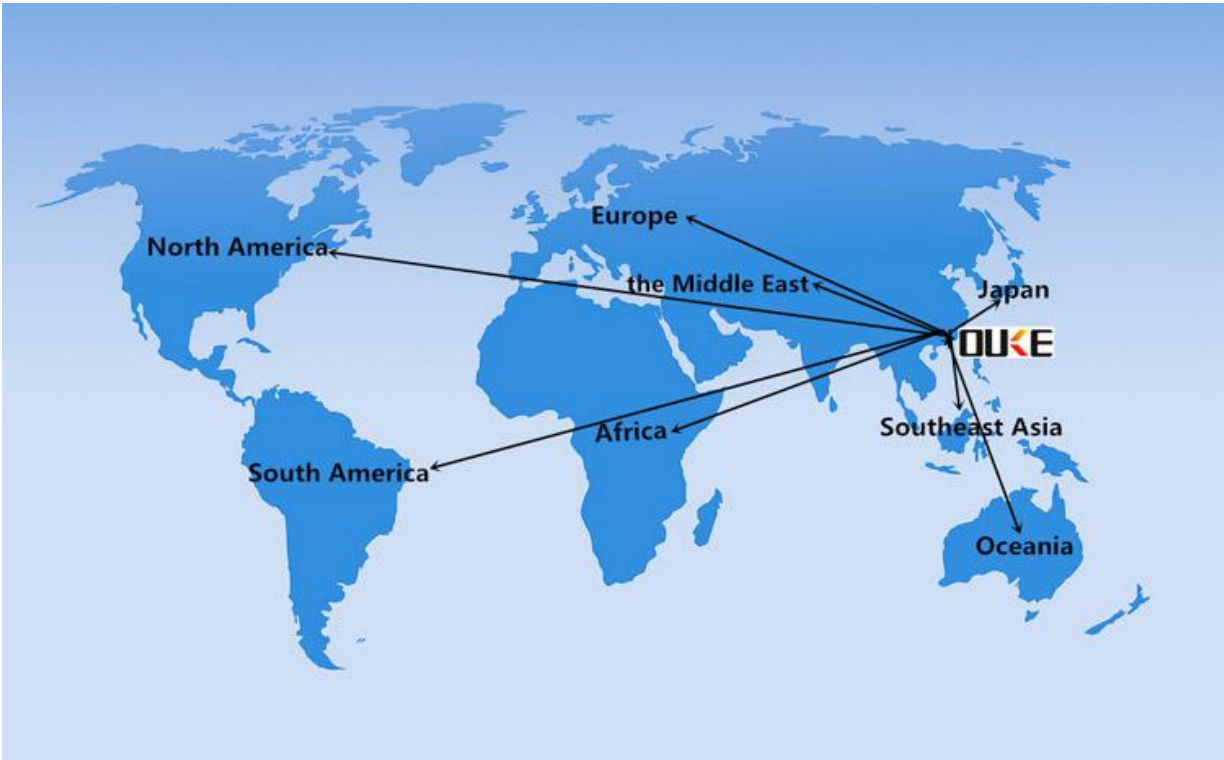 Europe
North America
the Middle East
Japan
OUKE
Southeast Asia
Africa
South America
Oceania